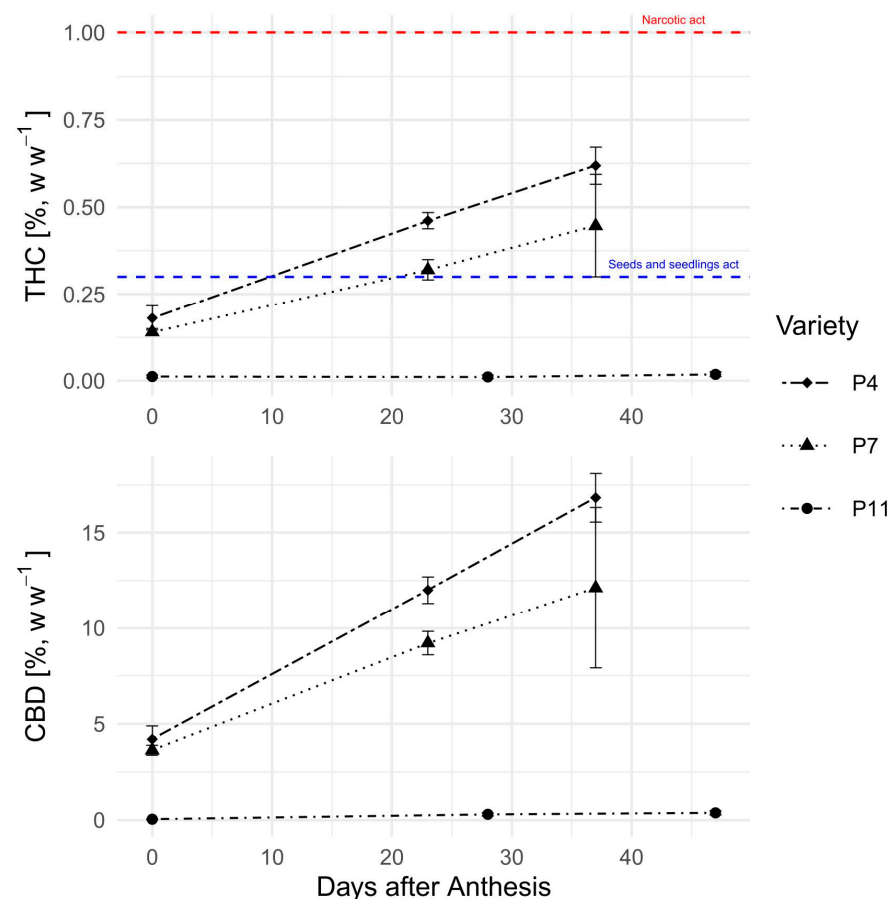 Narcotic act
1.00
0.75
0.50
0.25
0.00
THC [%, w w⁻¹ ]
Seeds and seedlings act
0 10 20 30 40
Variety
P4
P7
P11
15
10
5
0
CBD [%, w w⁻¹ ]
0 10 20 30 40
Days after Anthesis